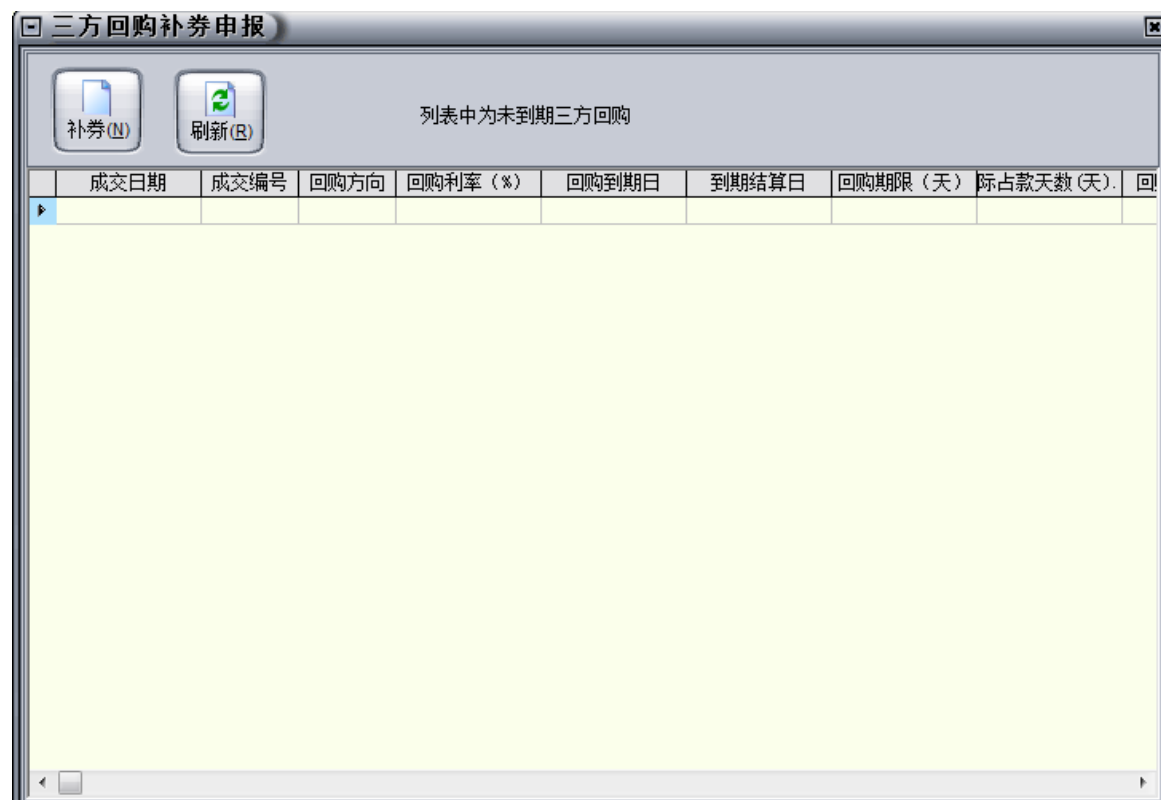 三方回购补券申报
补券(N) 刷新(R) 列表中为未到期三方回购
成交日期 成交编号 回购方向 回购利率（%） 回购到期日 到期结算日 回购期限（天） 际占款天数(天). 回